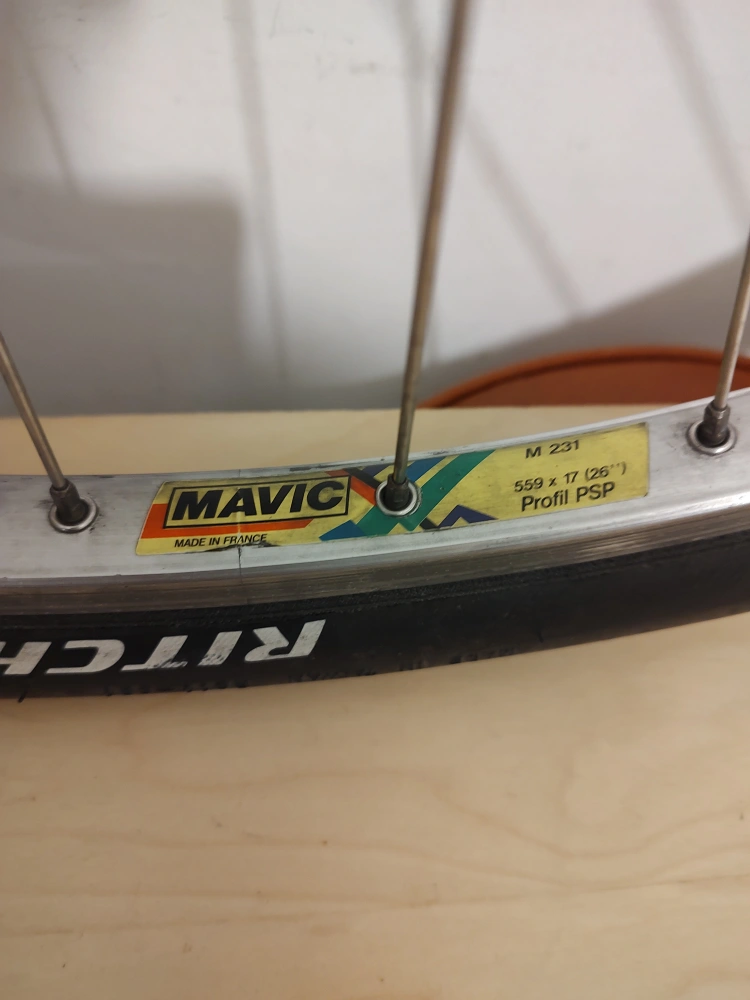 MAVIC
MADE IN FRANCE
M 231
559 x 17 (26'')
Profil PSP
RITCH